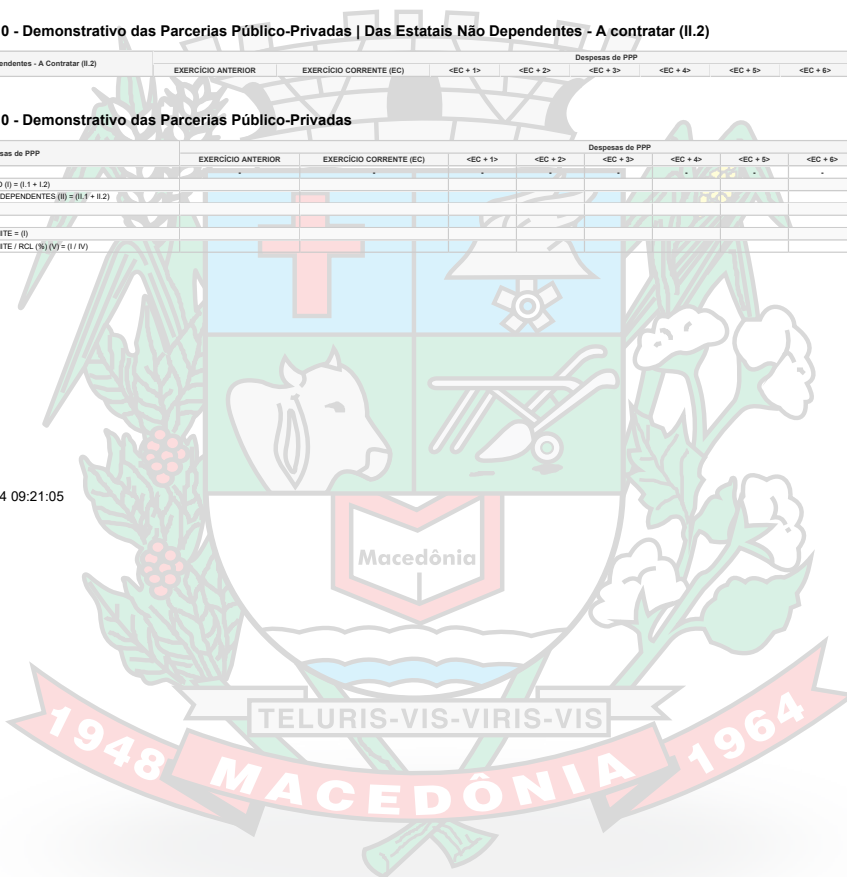 0 - Demonstrativo das Parcerias Público-Privadas | Das Estatais Não Dependentes - A contratar (II.2)
endentes - A Contratar (II.2)
Despesas de PPP
EXERCÍCIO ANTERIOR EXERCÍCIO CORRENTE (EC) <EC + 1> <EC + 2> <EC + 3> <EC + 4> <EC + 5> <EC + 6>
0 - Demonstrativo das Parcerias Público-Privadas
sas de PPP
Despesas de PPP
EXERCÍCIO ANTERIOR EXERCÍCIO CORRENTE (EC) <EC + 1> <EC + 2> <EC + 3> <EC + 4> <EC + 5> <EC + 6>
- - - - - - - -
O (I) = (I.1 + I.2)
DEPENDENTES (II) = (II.1 + II.2)
ITE = (I)
ITE / RCL (%) (V) = (I / IV)
4 09:21:05
Macedônia
TELURIS-VIS-VIRIS-VIS
1948 MACEDÔNIA 1964